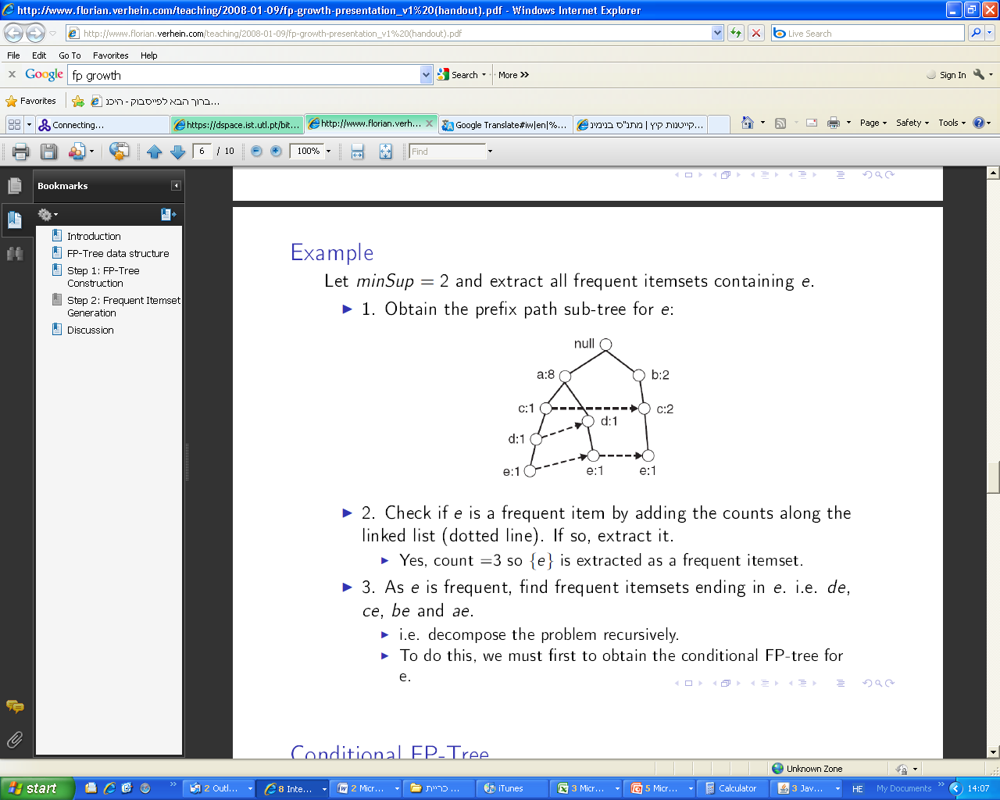 http://www.florian.verhein.com/teaching/2008-01-09/fp-growth-presentation_v1%20(handout).pdf - Windows Internet Explorer
http://www.florian.verhein.com/teaching/2008-01-09/fp-growth-presentation_v1%20(handout).pdf
Live Search
File Edit Go To Favorites Help
x Google fp growth Search More >> Sign In
Favorites ברוך הבא לפייסבוק - היכנ...
Connecting... https://dspace.ist.utl.pt/bit... http://www.florian.verh... Google Translate#iw|en|%... קייטנות קיץ | מתנ"ס בנימינ... Page Safety Tools
6 / 10 100% Find
Bookmarks
Introduction
FP-Tree data structure
Step 1: FP-Tree
Construction
Step 2: Frequent Itemset
Generation
Discussion
Example
Let minSup = 2 and extract all frequent itemsets containing e.
1. Obtain the prefix path sub-tree for e:
null
a:8 b:2
c:1 c:2
d:1
d:1
e:1 e:1 e:1
2. Check if e is a frequent item by adding the counts along the
linked list (dotted line). If so, extract it.
Yes, count =3 so {e} is extracted as a frequent itemset.
3. As e is frequent, find frequent itemsets ending in e. i.e. de,
ce, be and ae.
i.e. decompose the problem recursively.
To do this, we must first to obtain the conditional FP-tree for
e.
Conditional FP-Tree
Unknown Zone
start 2 Outl... 8 Inte... 2 Micr... כריית ... iTunes 3 Micr... 5 Micr... Calculator 3 Jav... HE My Documents 14:07